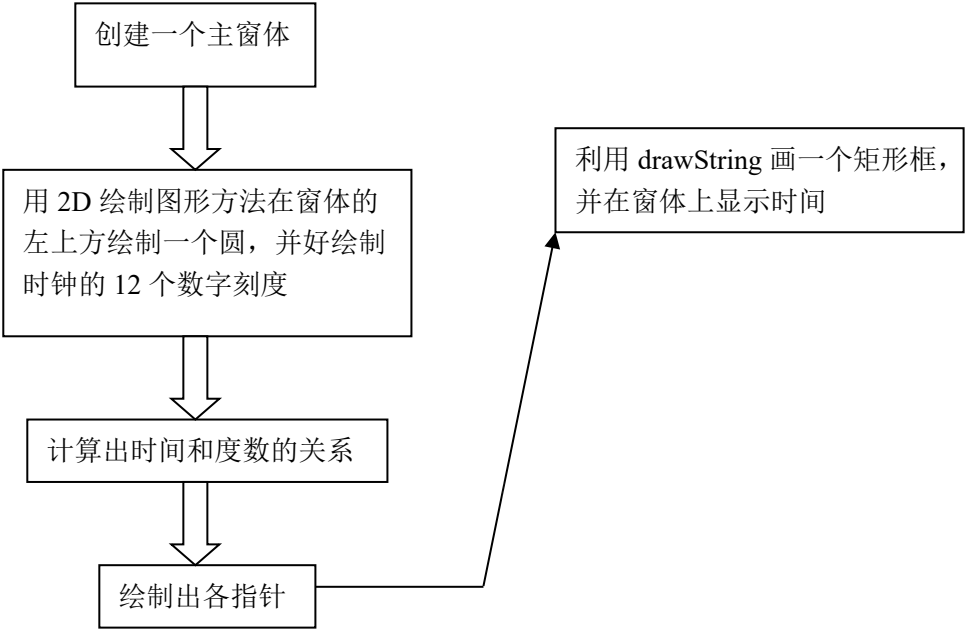 创建一个主窗体
用 2D 绘制图形方法在窗体的
左上方绘制一个圆，并好绘制
时钟的 12 个数字刻度
计算出时间和度数的关系
绘制出各指针
利用 drawString 画一个矩形框，
并在窗体上显示时间